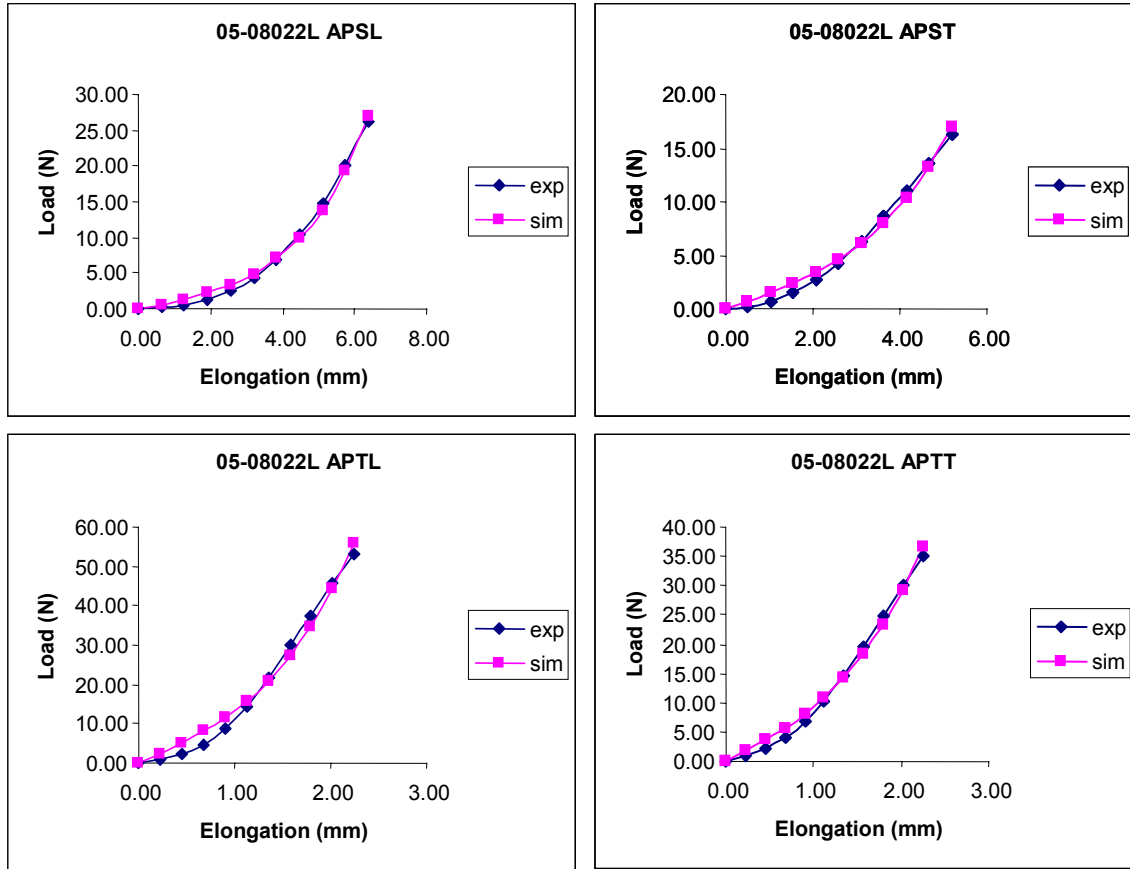 05-08022L APSL
30.00
25.00
20.00
15.00
10.00
5.00
0.00
0.00 2.00 4.00 6.00 8.00
Load (N)
Elongation (mm)
exp
sim
05-08022L APST
20.00
15.00
10.00
5.00
0.00
0.00 2.00 4.00 6.00
Load (N)
Elongation (mm)
exp
sim
05-08022L APTL
60.00
50.00
40.00
30.00
20.00
10.00
0.00
0.00 1.00 2.00 3.00
Load (N)
Elongation (mm)
exp
sim
05-08022L APTT
40.00
35.00
30.00
25.00
20.00
15.00
10.00
5.00
0.00
0.00 1.00 2.00 3.00
Load (N)
Elongation (mm)
exp
sim